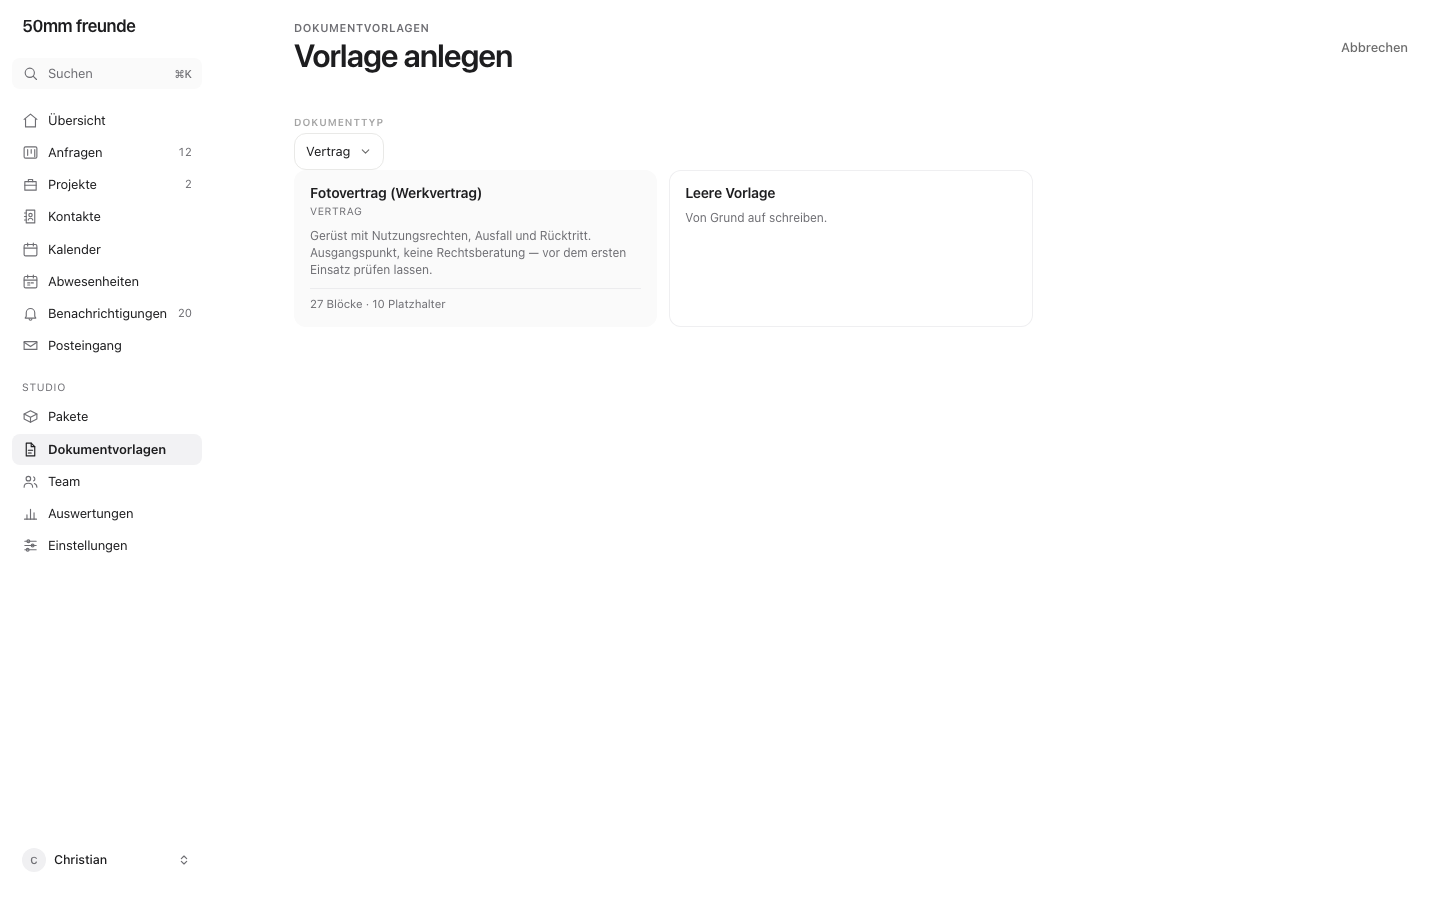 50mm freunde
Suchen ⌘K
Übersicht
Anfragen 12
Projekte 2
Kontakte
Kalender
Abwesenheiten
Benachrichtigungen 20
Posteingang
STUDIO
Pakete
Dokumentvorlagen
Team
Auswertungen
Einstellungen
C Christian
DOKUMENTVORLAGEN
Vorlage anlegen
Abbrechen
DOKUMENTTYP
Vertrag
Fotovertrag (Werkvertrag)
VERTRAG
Gerüst mit Nutzungsrechten, Ausfall und Rücktritt.
Ausgangspunkt, keine Rechtsberatung — vor dem ersten
Einsatz prüfen lassen.
27 Blöcke · 10 Platzhalter
Leere Vorlage
Von Grund auf schreiben.